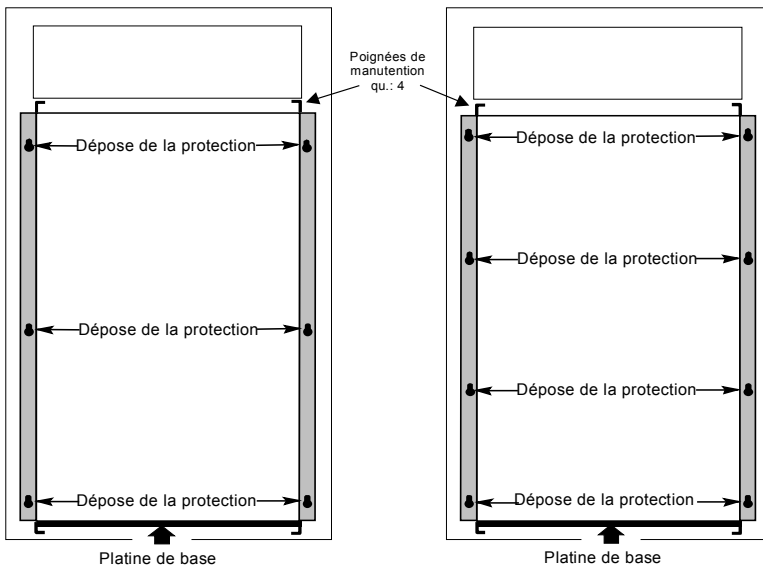 Poignées de
manutention
qu.: 4
Dépose de la protection
Dépose de la protection
Dépose de la protection
Platine de base
Dépose de la protection
Dépose de la protection
Dépose de la protection
Dépose de la protection
Platine de base